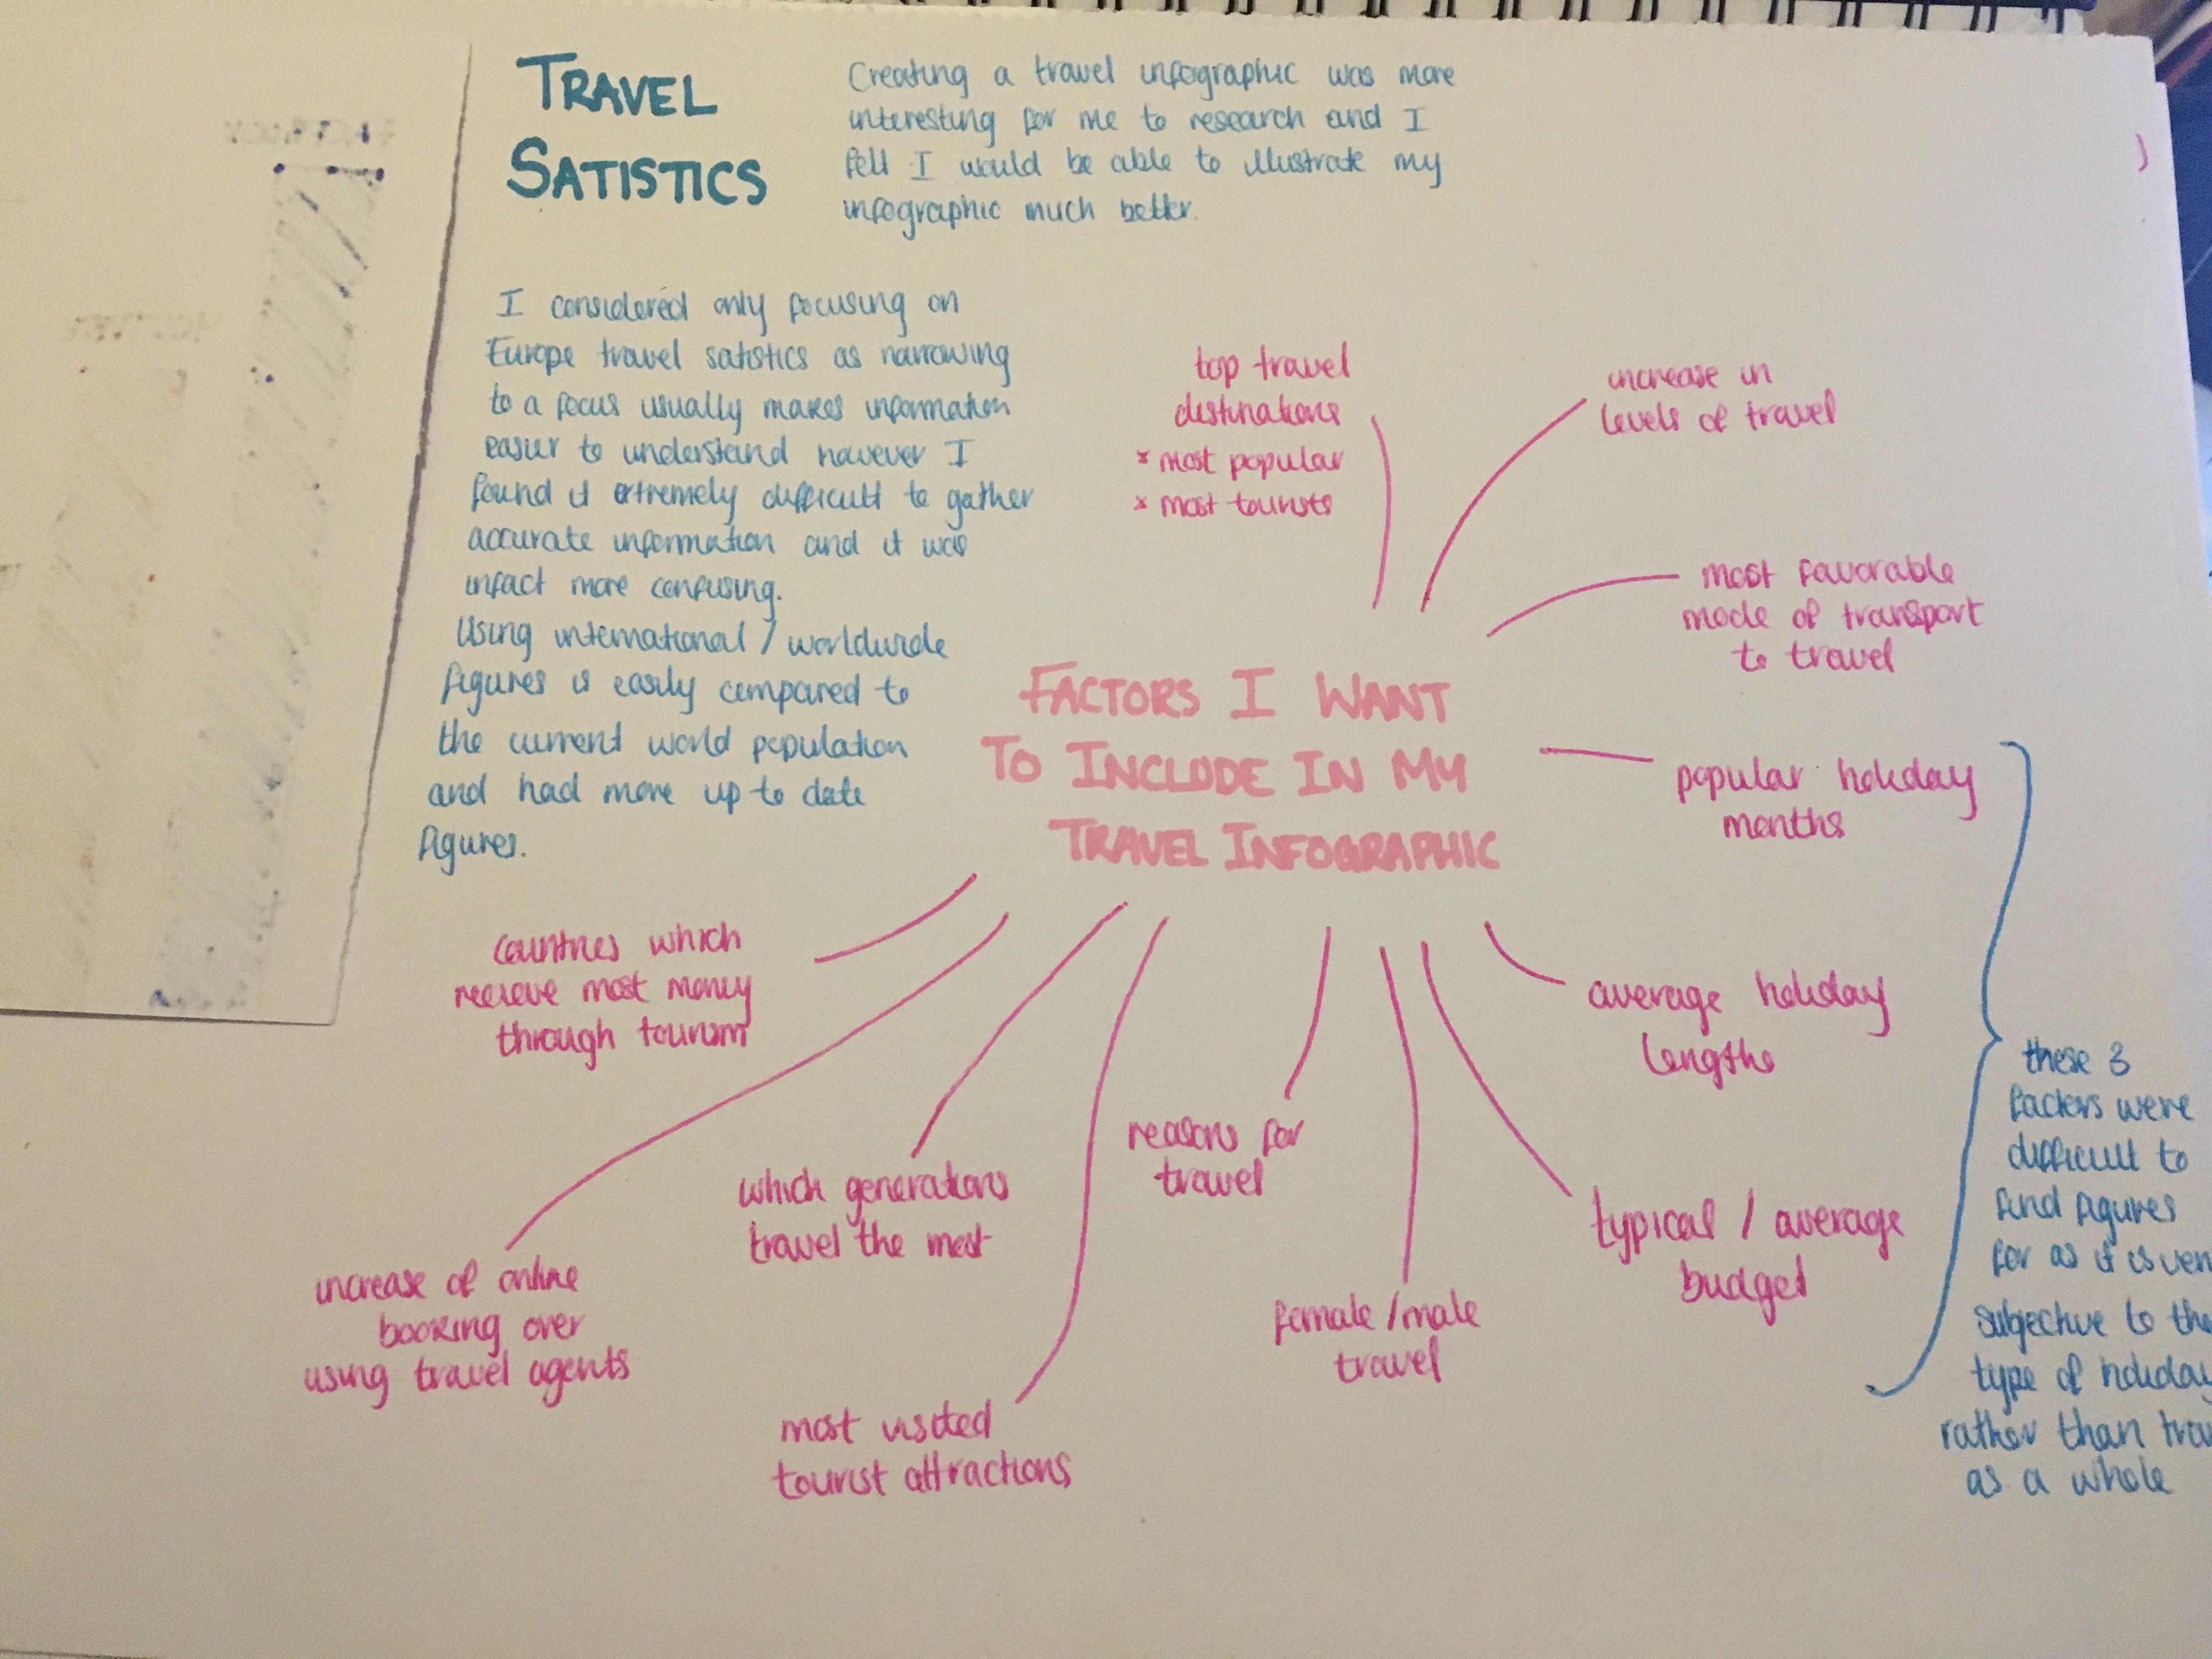 TRAVEL
SATISTICS
Creating a travel infographic was more
interesting for me to research and I
felt I would be able to illustrate my
infographic much better.
I considered only focusing on
Europe travel satistics as narrowing
to a focus usually makes information
easier to understand however I
found it extremely difficult to gather
accurate information and it was
infact more confusing.
Using international / worldwide
figures is easily compared to
the current world population
and had more up to date
figures.
top travel
destinations
* most popular
* most tourists
increase in
levels of travel
most favorable
mode of transport
to travel
FACTORS I WANT
TO INCLUDE IN MY
TRAVEL INFOGRAPHIC
popular holiday
months
average holiday
lengths
typical / average
budget
these 3
factors were
difficult to
find figures
for as it is ver
subjective to the
type of holiday
rather than tra
as a whole
countries which
recieve most money
through tourism
increase of online
booking over
using travel agents
which generations
travel the most
most visited
tourist attractions
reasons for
travel
female / male
travel